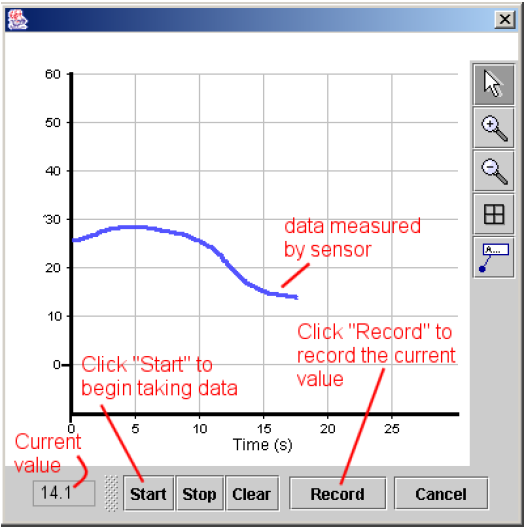 60
50
40
30
20
10
0
data measured
by sensor
A...
Click "Record" to
record the current
value
Click "Start" to
begin taking data
0 5 10 15 20 25
Time (s)
Current
value
14.1 Start Stop Clear Record Cancel